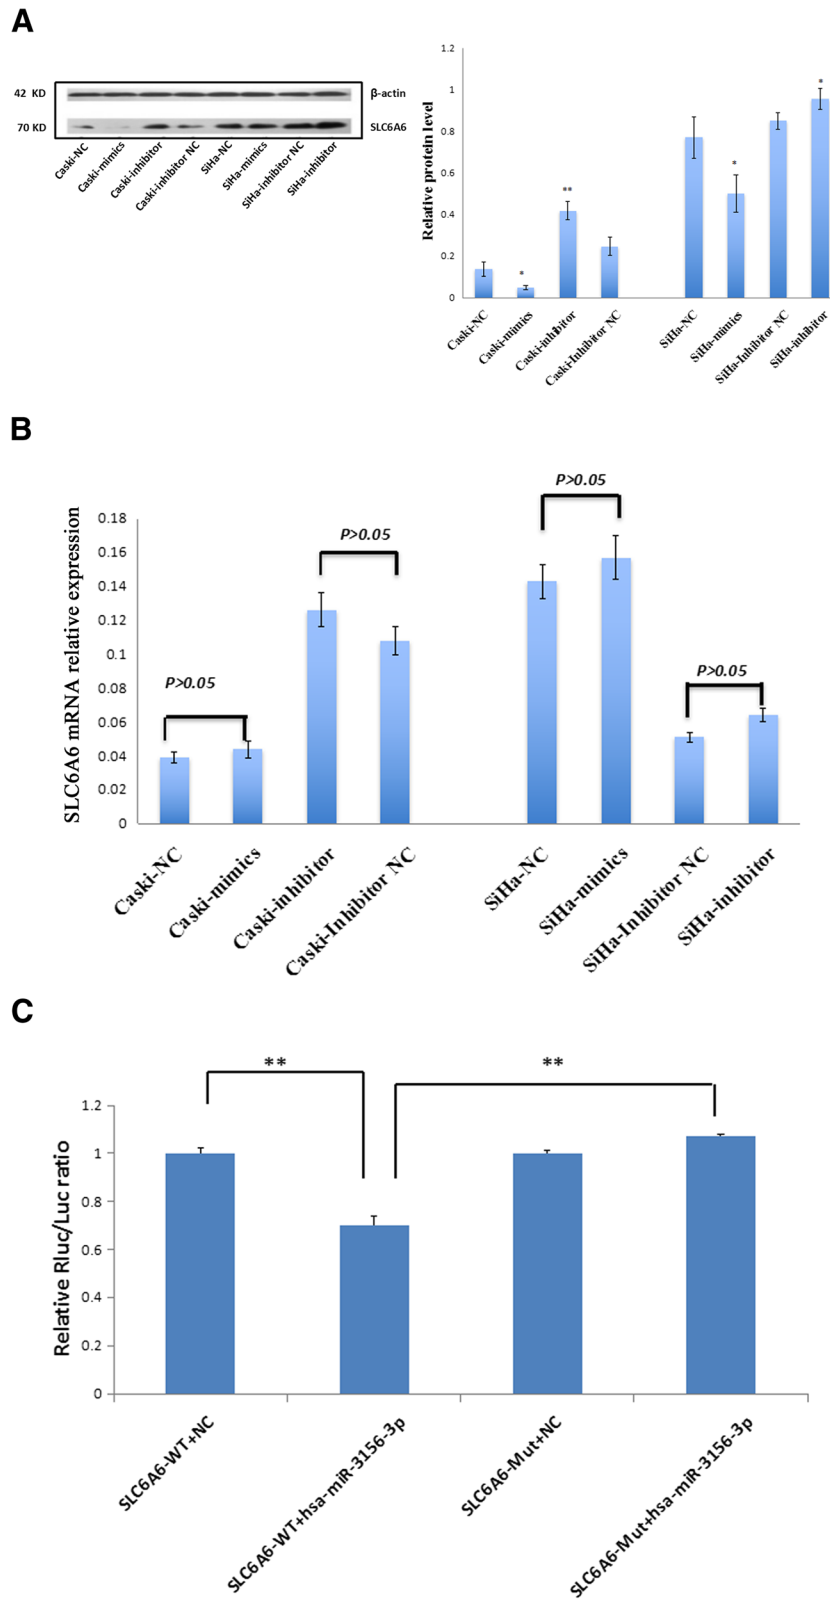 A
42 KD
β-actin
70 KD
SLC6A6
Caski-NC
Caski-mimics
Caski-inhibitor
Caski-inhibitor NC
SiHa-NC
SiHa-mimics
SiHa-inhibitor NC
SiHa-inhibitor
Relative protein level
1.2
1
0.8
0.6
0.4
0.2
0
*
**
*
*
Caski-NC
Caski-mimics
Caski-inhibitor
Caski-Inhibitor NC
SiHa-NC
SiHa-mimics
SiHa-Inhibitor NC
SiHa-inhibitor
B
SLC6A6 mRNA relative expression
0.18
0.16
0.14
0.12
0.1
0.08
0.06
0.04
0.02
0
P>0.05
P>0.05
P>0.05
P>0.05
Caski-NC
Caski-mimics
Caski-inhibitor
Caski-Inhibitor NC
SiHa-NC
SiHa-mimics
SiHa-Inhibitor NC
SiHa-inhibitor
C
Relative Rluc/Luc ratio
1.2
1
0.8
0.6
0.4
0.2
0
**
**
SLC6A6-WT+NC
SLC6A6-WT+hsa-miR-3156-3p
SLC6A6-Mut+NC
SLC6A6-Mut+hsa-miR-3156-3p